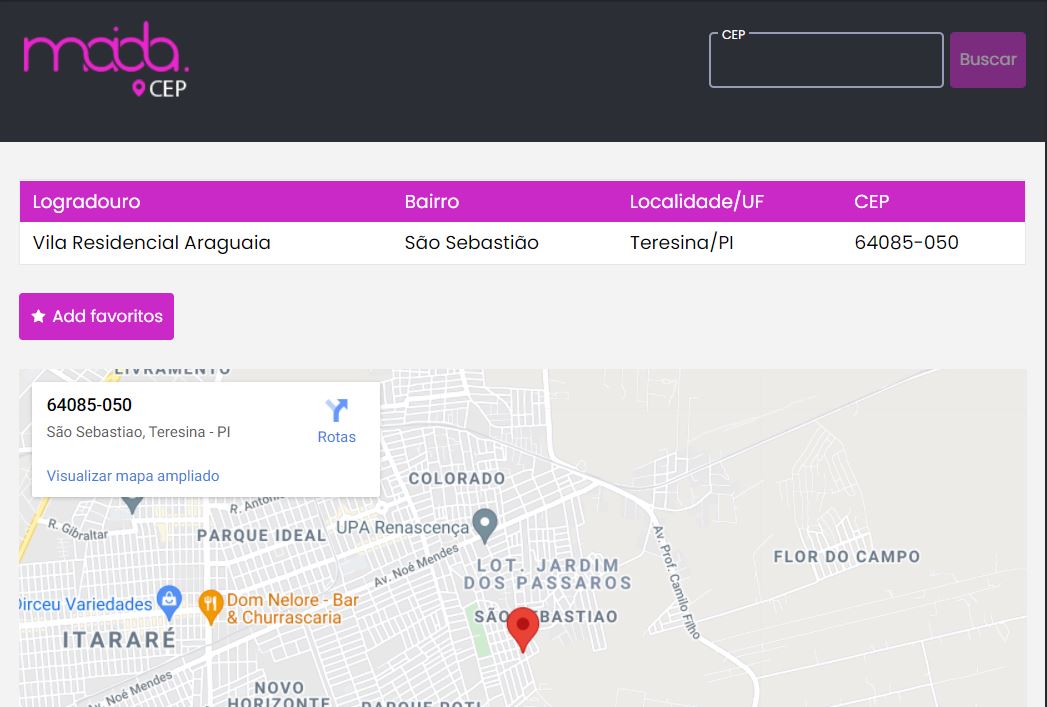 maida.
CEP
CEP
Buscar
Logradouro Bairro Localidade/UF CEP
Vila Residencial Araguaia São Sebastião Teresina/PI 64085-050
Add favoritos
LIVRAMENTO
64085-050
São Sebastiao, Teresina - PI
Rotas
Visualizar mapa ampliado
COLORADO
R. Antonio
R. Gibraltar
PARQUE IDEAL
UPA Renascença
Av. Noé Mendes
Av. Prof. Camilo Filho
FLOR DO CAMPO
LOT. JARDIM
DOS PASSAROS
Dirceu Variedades
Dom Nelore - Bar
& Churrascaria
SÃO SEBASTIAO
ITARARÉ
Av. Noé Mendes
NOVO
HORIZONTE
PARQUE POTI